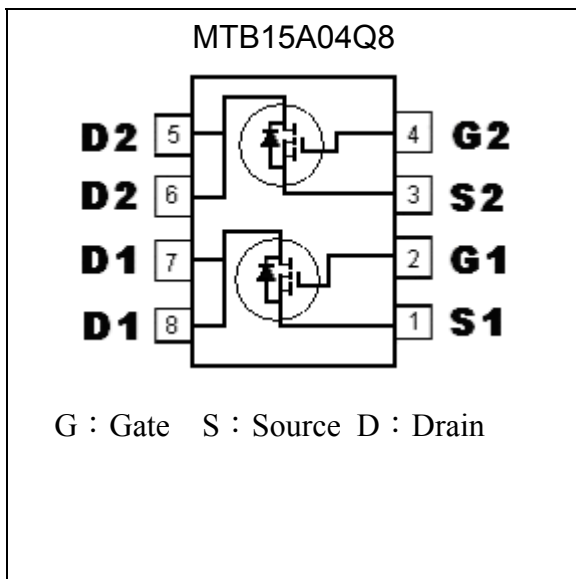 MTB15A04Q8
D2 5 4 G2
D2 6 3 S2
D1 7 2 G1
D1 8 1 S1
G：Gate S：Source D：Drain